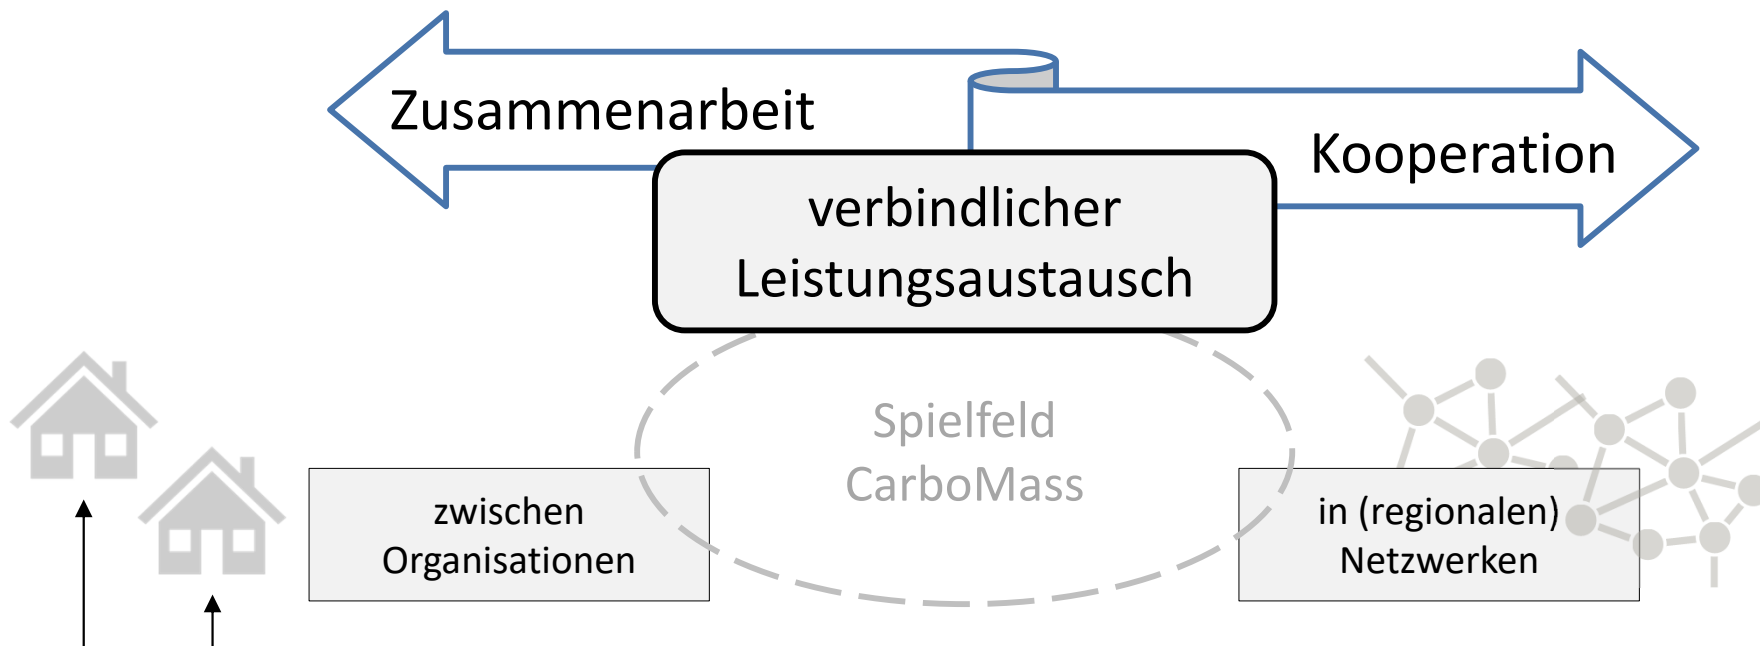 Zusammenarbeit
Kooperation
verbindlicher
Leistungsaustausch
Spielfeld
CarboMass
zwischen
Organisationen
in (regionalen)
Netzwerken